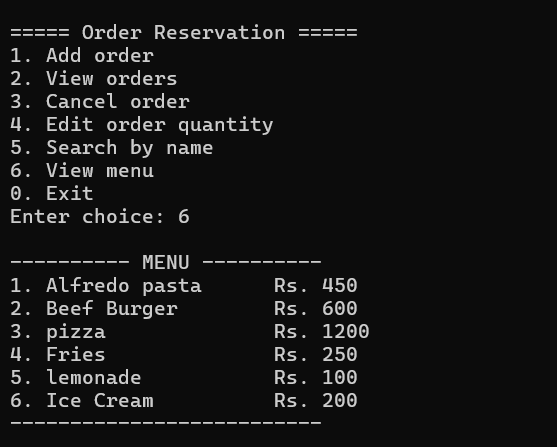 ===== Order Reservation =====
1. Add order
2. View orders
3. Cancel order
4. Edit order quantity
5. Search by name
6. View menu
0. Exit
Enter choice: 6
---------- MENU ----------
1. Alfredo pasta      Rs. 450
2. Beef Burger        Rs. 600
3. pizza              Rs. 1200
4. Fries              Rs. 250
5. lemonade           Rs. 100
6. Ice Cream          Rs. 200
--------------------------